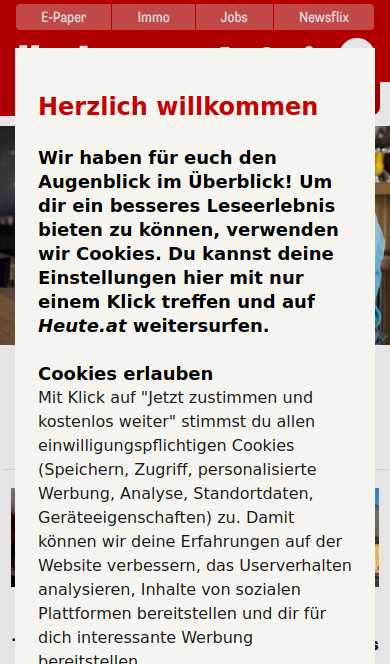 E-Paper
Immo
Jobs
Newsflix
Herzlich willkommen
Wir haben für euch den
Augenblick im Überblick! Um
dir ein besseres Leseerlebnis
bieten zu können, verwenden
wir Cookies. Du kannst deine
Einstellungen hier mit nur
einem Klick treffen und auf
Heute.at weitersurfen.
Cookies erlauben
Mit Klick auf "Jetzt zustimmen und
kostenlos weiter" stimmst du allen
einwilligungspflichtigen Cookies
(Speichern, Zugriff, personalisierte
Werbung, Analyse, Standortdaten,
Geräteeigenschaften) zu. Damit
können wir deine Erfahrungen auf der
Website verbessern, das Userverhalten
analysieren, Inhalte von sozialen
Plattformen bereitstellen und dir für
dich interessante Werbung
bereitstellen